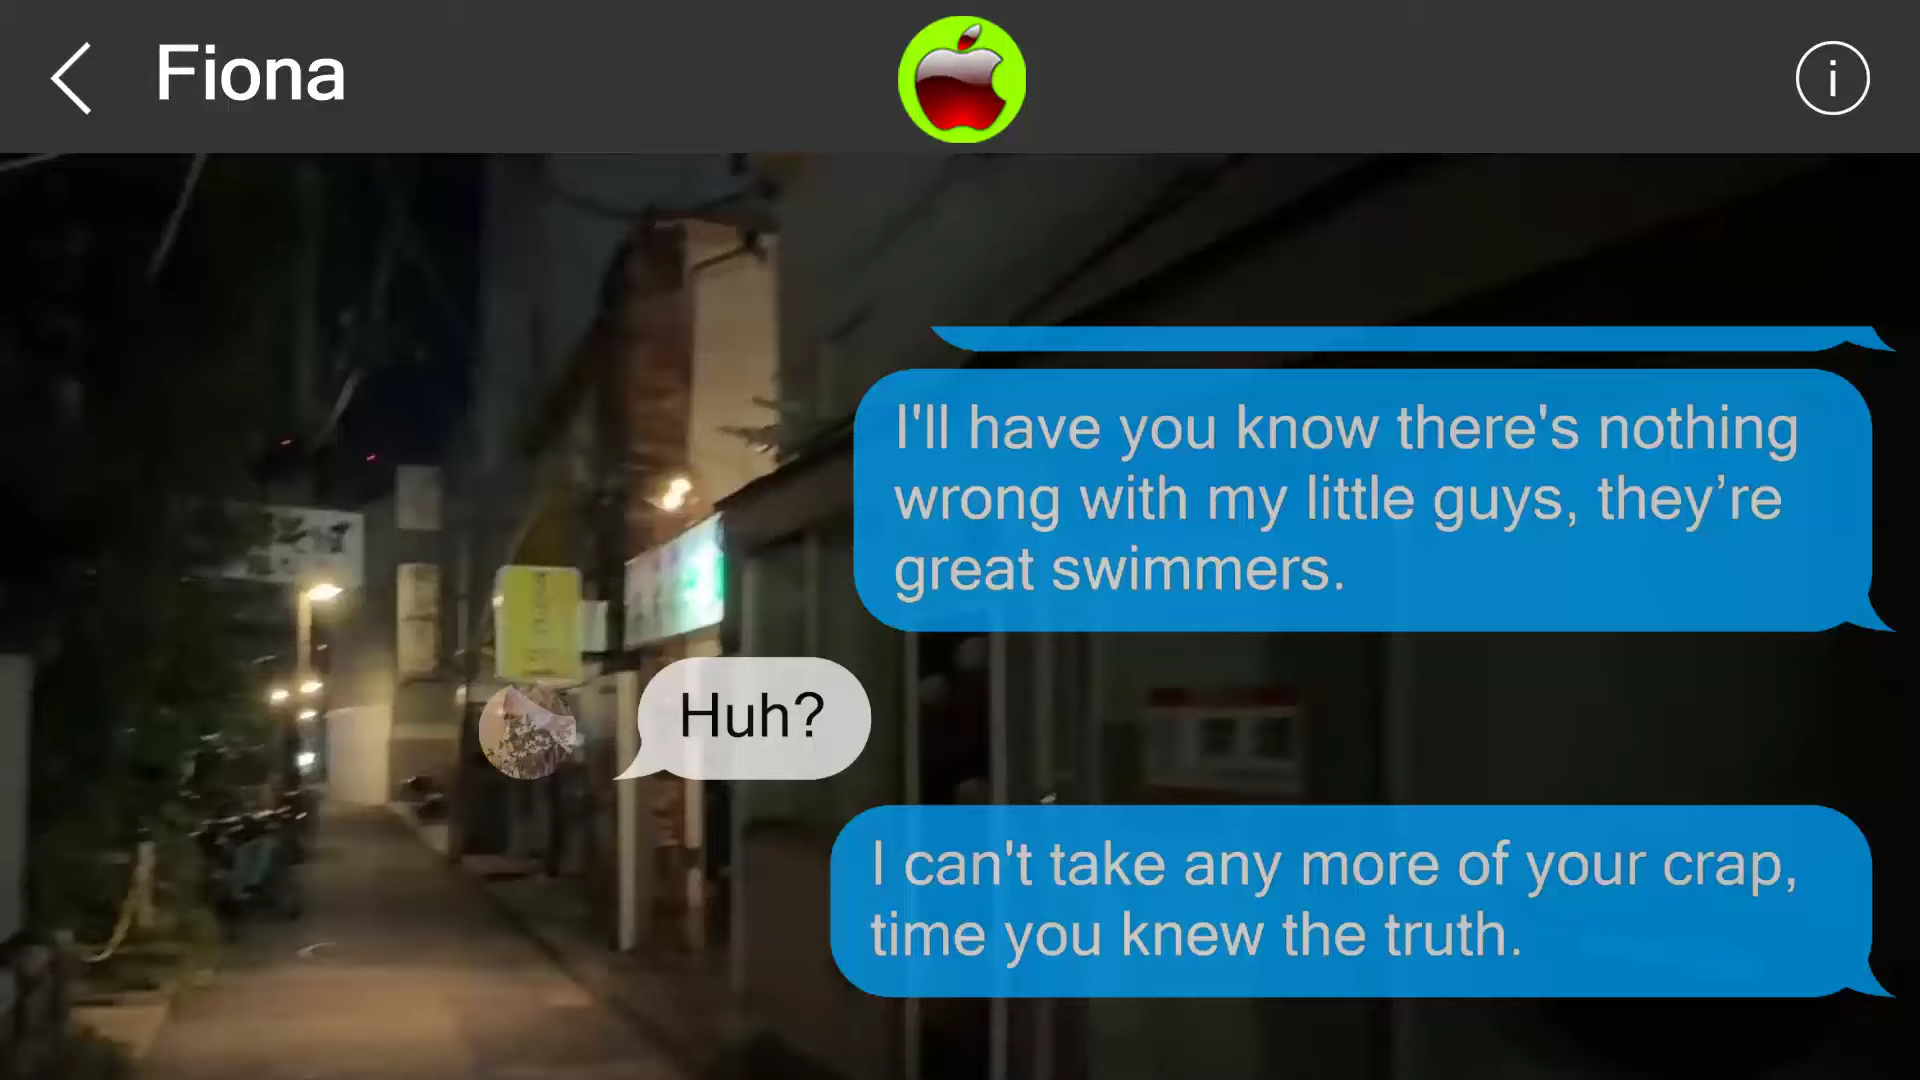 Fiona
I'll have you know there's nothing
wrong with my little guys, they’re
great swimmers.
Huh?
I can't take any more of your crap,
time you knew the truth.